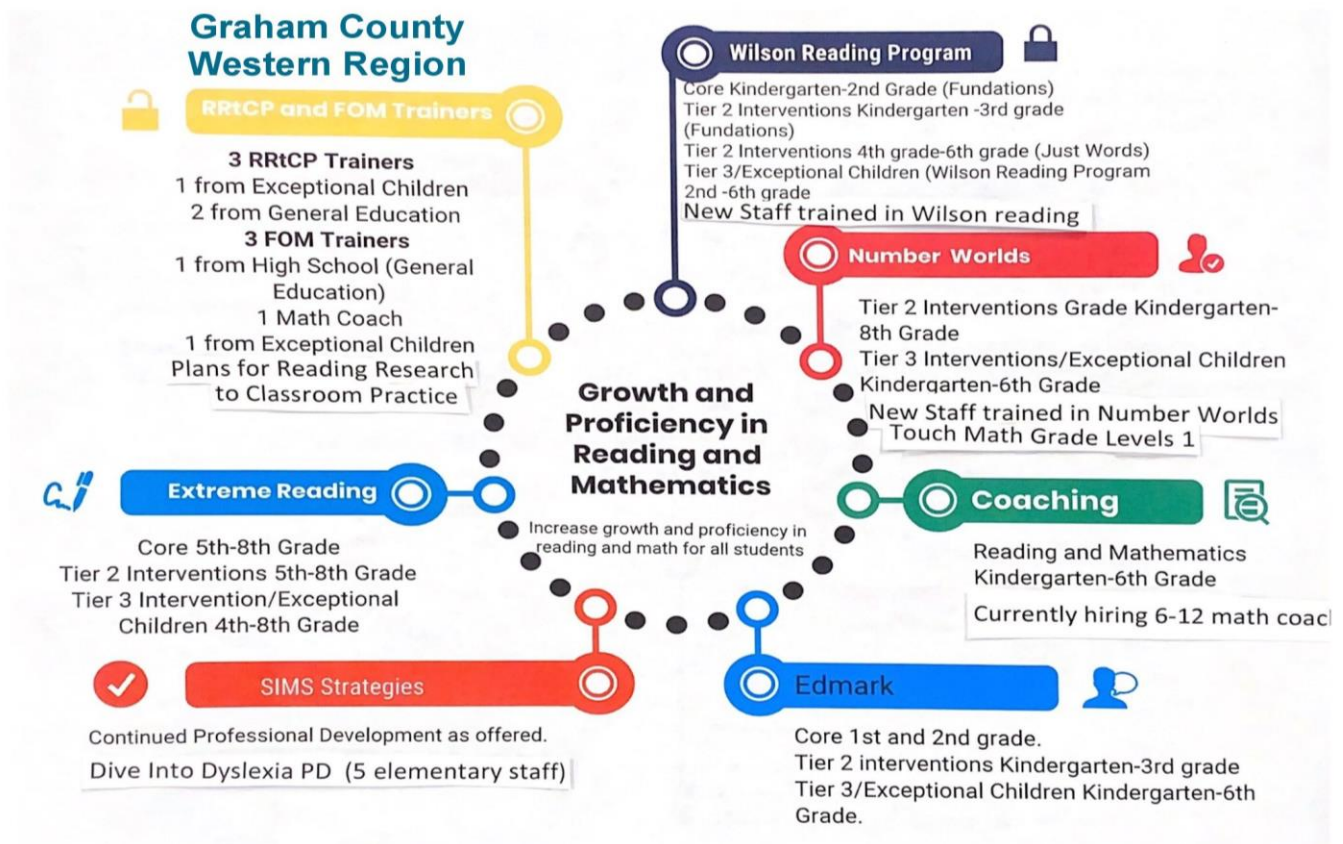 Graham County
Western Region
RRtCP and FOM Trainers
3 RRtCP Trainers
1 from Exceptional Children
2 from General Education
3 FOM Trainers
1 from High School (General
Education)
1 Math Coach
1 from Exceptional Children
Plans for Reading Research
to Classroom Practice
Wilson Reading Program
Core Kindergarten-2nd Grade (Fundations)
Tier 2 Interventions Kindergarten -3rd grade
(Fundations)
Tier 2 Interventions 4th grade-6th grade (Just Words)
Tier 3/Exceptional Children (Wilson Reading Program
2nd -6th grade
New Staff trained in Wilson reading
Number Worlds
Tier 2 Interventions Grade Kindergarten-
8th Grade
Tier 3 Interventions/Exceptional Children
Kindergarten-6th Grade
New Staff trained in Number Worlds
Touch Math Grade Levels 1
Growth and
Proficiency in
Reading and
Mathematics
Increase growth and proficiency in
reading and math for all students
Extreme Reading
Core 5th-8th Grade
Tier 2 Interventions 5th-8th Grade
Tier 3 Intervention/Exceptional
Children 4th-8th Grade
Coaching
Reading and Mathematics
Kindergarten-6th Grade
Currently hiring 6-12 math coac
SIMS Strategies
Continued Professional Development as offered.
Dive Into Dyslexia PD (5 elementary staff)
Edmark
Core 1st and 2nd grade.
Tier 2 interventions Kindergarten-3rd grade
Tier 3/Exceptional Children Kindergarten-6th
Grade.